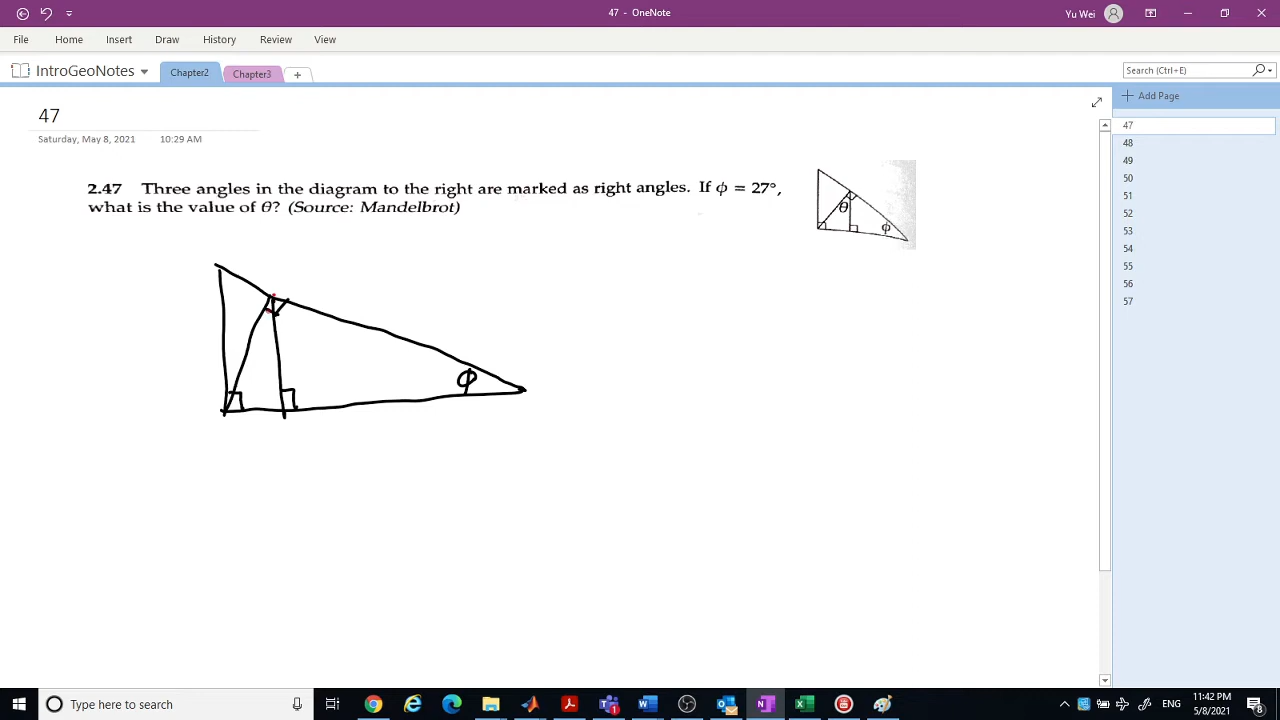 47 - OneNote
Yu Wei
File Home Insert Draw History Review View
IntroGeoNotes
Chapter2
Chapter3
+
Search (Ctrl+E)
47
Saturday, May 8, 2021 10:29 AM
2.47 Three angles in the diagram to the right are marked as right angles. If ϕ = 27°,
what is the value of θ? (Source: Mandelbrot)
θ
ϕ
ϕ
Add Page
47
48
49
50
51
52
53
54
55
56
57
Type here to search
ENG
11:42 PM
5/8/2021
8